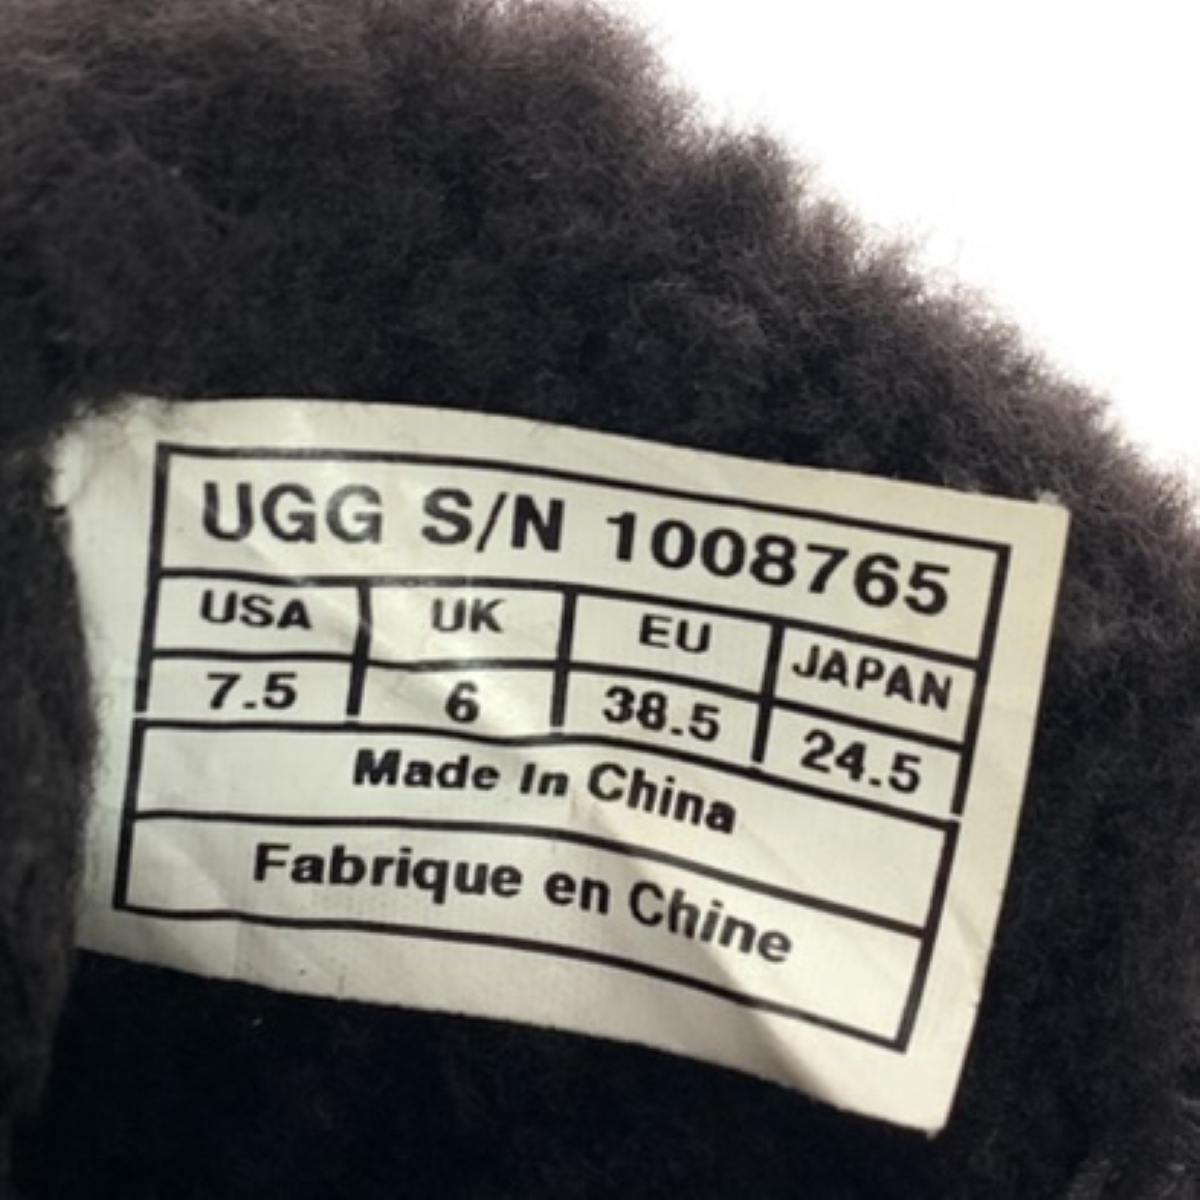 UGG S/N 1008765
USA UK EU JAPAN
7.5 6 38.5 24.5
Made In China
Fabrique en Chine